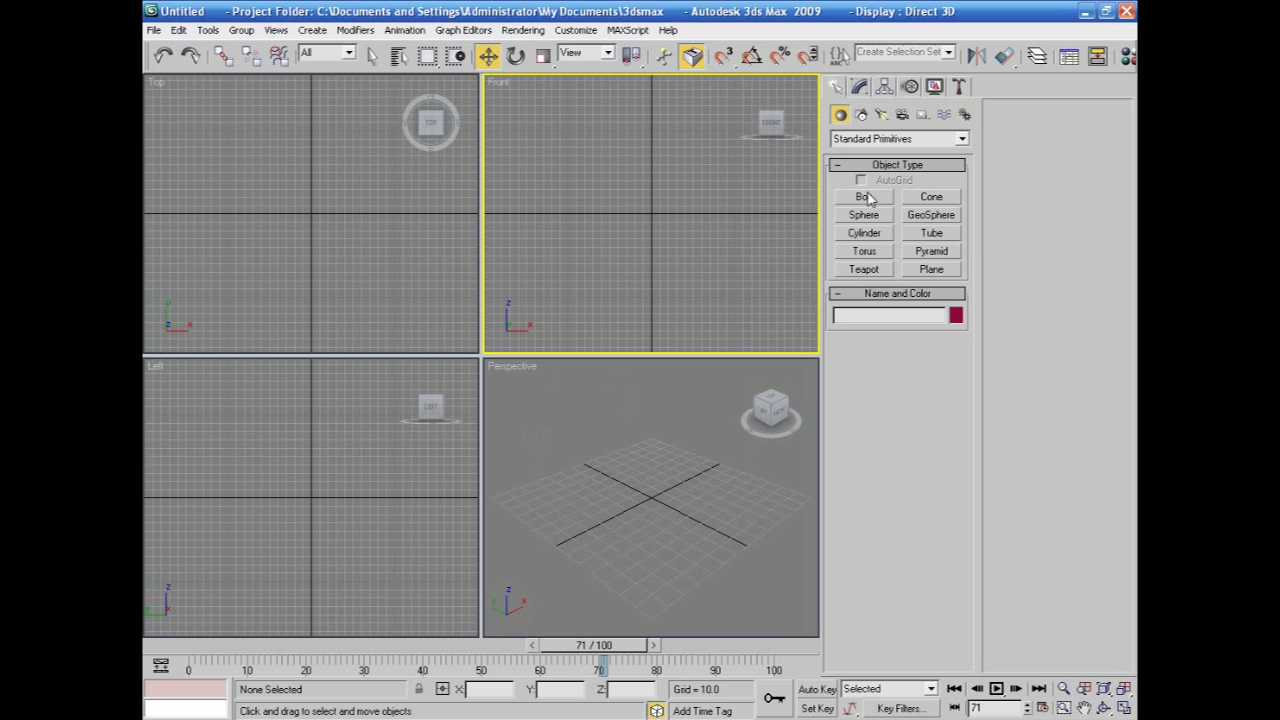 Untitled - Project Folder: C:\Documents and Settings\Administrator\My Documents\3dsmax - Autodesk 3ds Max 2009 - Display : Direct 3D
File Edit Tools Group Views Create Modifiers Animation Graph Editors Rendering Customize MAXScript Help
All View Create Selection Set
Top Front
TOP FRONT
Standard Primitives
Object Type
AutoGrid
Cone
Sphere GeoSphere
Cylinder Tube
Torus Pyramid
Teapot Plane
Name and Color
y x z
z x y
Left Perspective
LEFT
z y x
z y x
71 / 100
0 10 20 30 40 50 60 70 80 90 100
None Selected X: Y: Z: Grid = 10.0 Auto Key Selected
Click and drag to select and move objects Add Time Tag Set Key Key Filters... 71